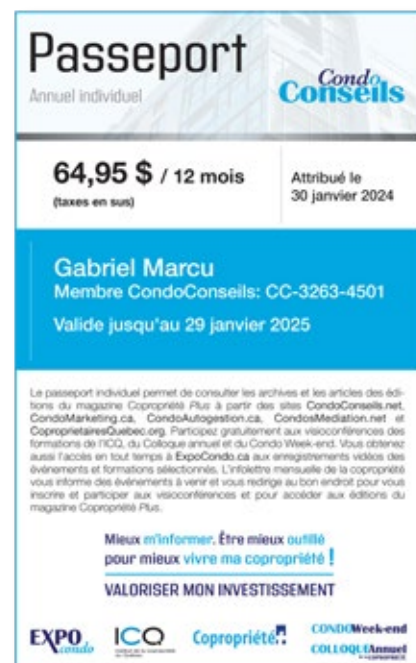 Passeport
Annuel individuel
Condo
Conseils
64,95 $ / 12 mois
(taxes en sus)
Attribué le
30 janvier 2024
Gabriel Marcu
Membre CondoConseils: CC-3263-4501
Valide jusqu'au 29 janvier 2025
Le passeport individuel permet de consulter les archives et les articles des édi-
tions du magazine Copropriété Plus à partir des sites CondoConseils.net,
CondoMarketing.ca, CondoAutogestion.ca, CondosMediation.net et
CoproprietairesQuebec.org. Participez gratuitement aux visioconférences des
formations de l'ICQ, du Colloque annuel et du Condo Week-end. Vous obtenez
aussi l'accès en tout temps à ExpoCondo.ca aux enregistrements vidéos des
événements et formations sélectionnés. L'infolettre mensuelle de la copropriété
vous informe des événements à venir et vous redirige au bon endroit pour vous
inscrire et participer aux visioconférences et pour accéder aux éditions du
magazine Copropriété Plus.
Mieux m'informer. Être mieux outillé
pour mieux vivre ma copropriété !
VALORISER MON INVESTISSEMENT
EXPO
condo
ICQ
Copropriété
CONDOWeek-end
COLLOQUEAnnuel